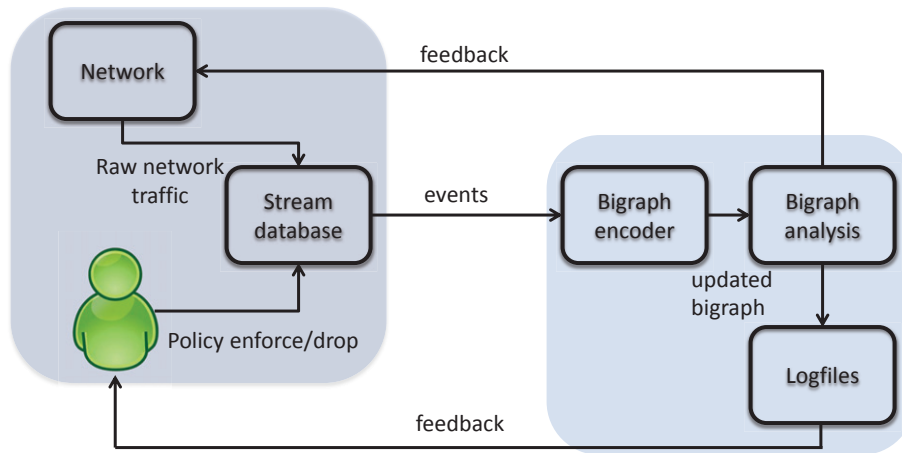 Network
feedback
Raw network
traffic
Stream
database
events
Bigraph
encoder
Bigraph
analysis
updated
bigraph
Policy enforce/drop
Logfiles
feedback